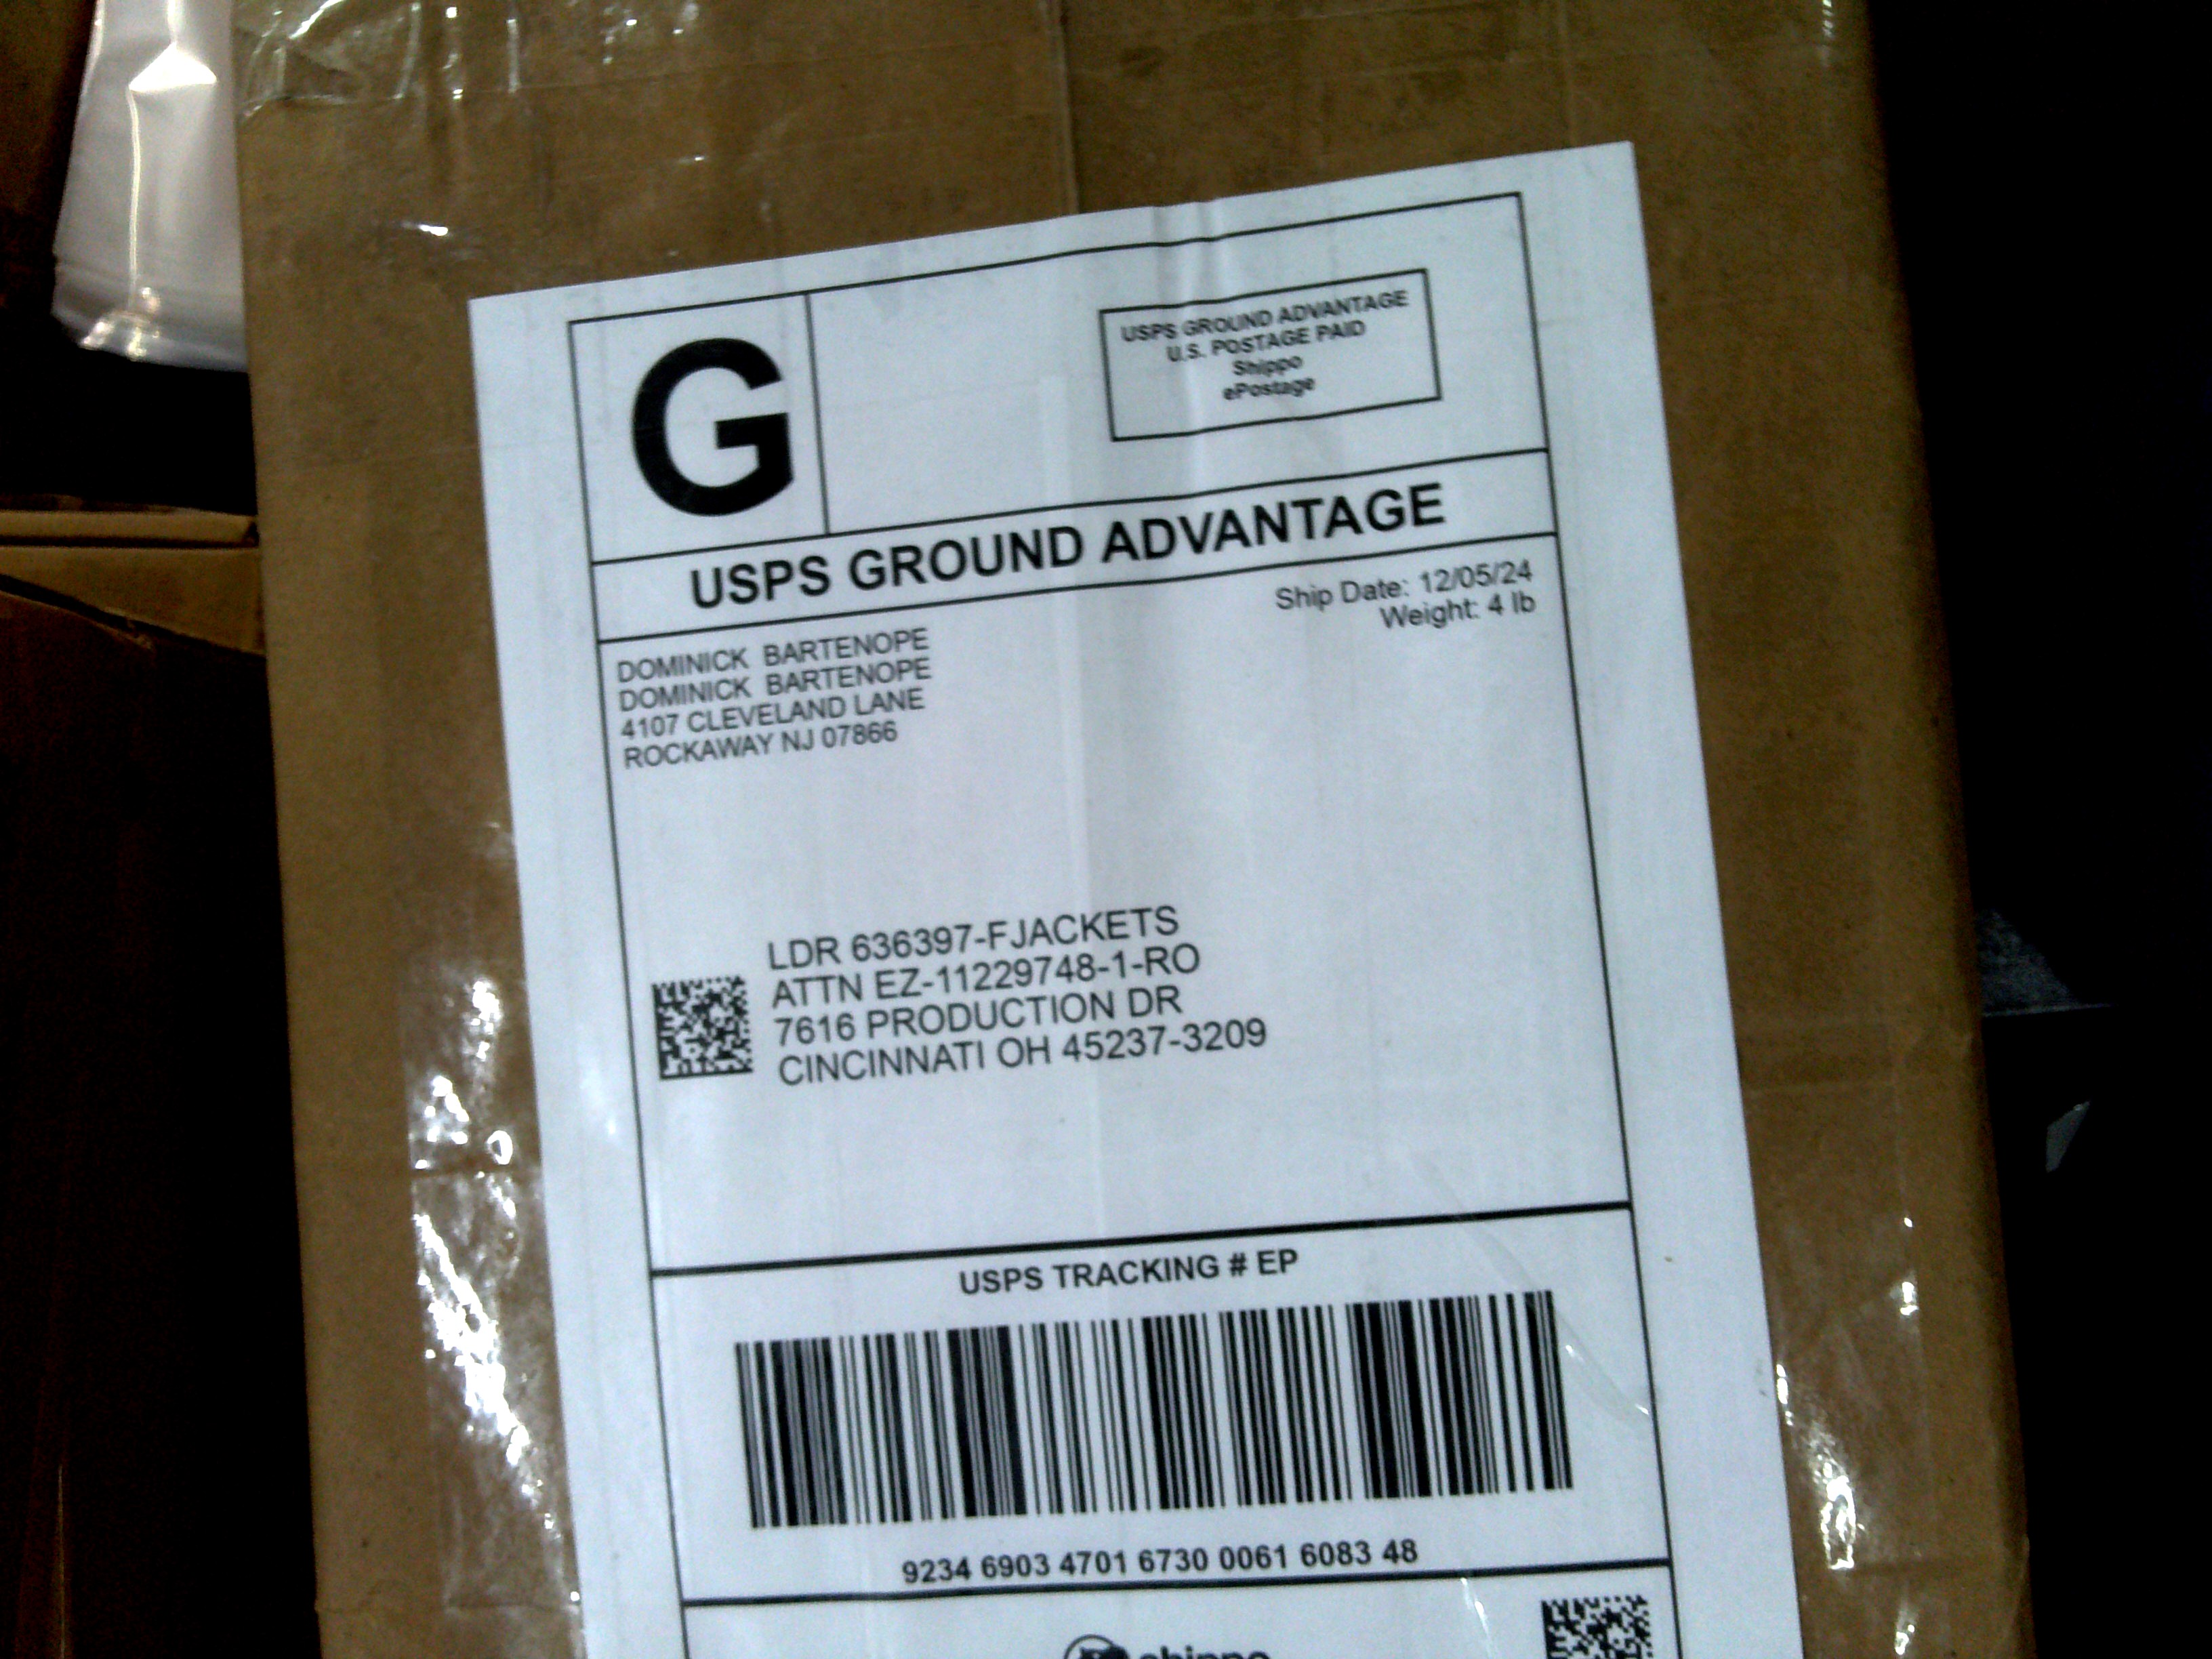 G
USPS GROUND ADVANTAGE
U.S. POSTAGE PAID
Shippo
ePostage
USPS GROUND ADVANTAGE
Ship Date: 12/05/24
Weight: 4 lb
DOMINICK BARTENOPE
DOMINICK BARTENOPE
4107 CLEVELAND LANE
ROCKAWAY NJ 07866
LDR 636397-FJACKETS
ATTN EZ-11229748-1-RO
7616 PRODUCTION DR
CINCINNATI OH 45237-3209
USPS TRACKING # EP
9234 6903 4701 6730 0061 6083 48
shippo